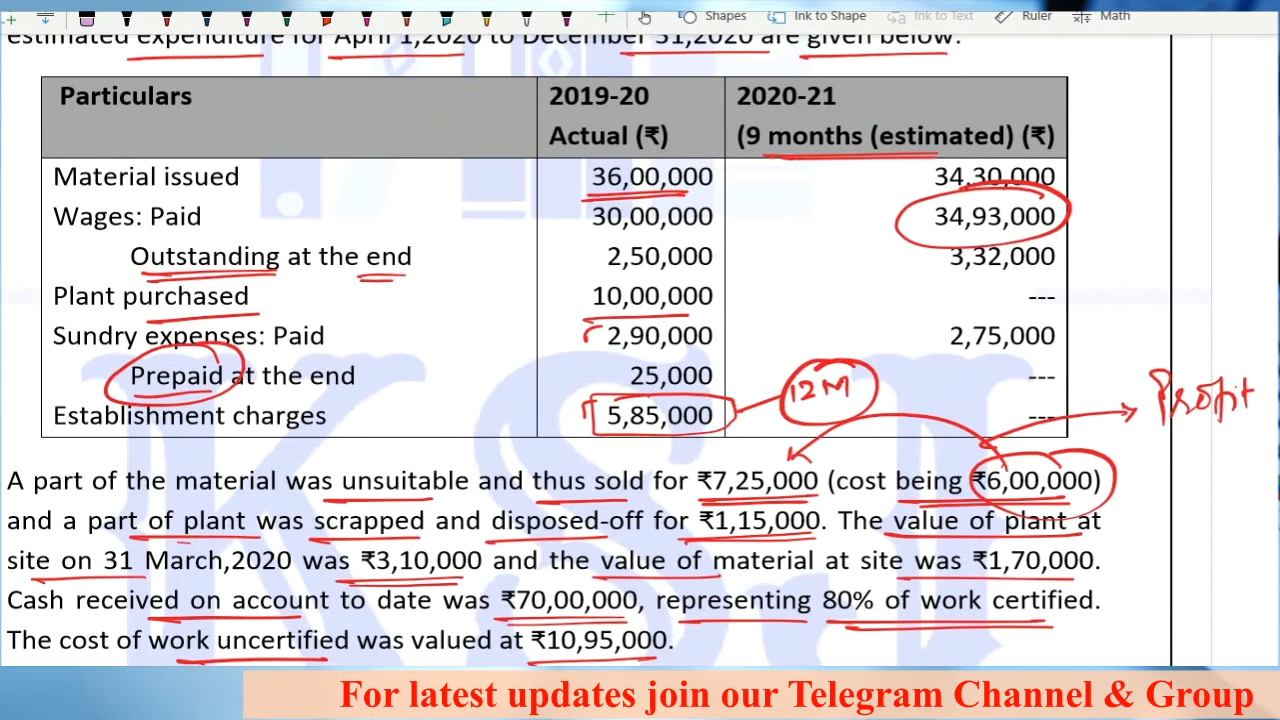 Shapes Ink to Shape Ink to Text Ruler Math
estimated expenditure for April 1,2020 to December 31,2020 are given below:
Particulars 2019-20 2020-21
Actual (₹) (9 months (estimated) (₹)
Material issued 36,00,000 34,30,000
Wages: Paid 30,00,000 34,93,000
Outstanding at the end 2,50,000 3,32,000
Plant purchased 10,00,000 ---
Sundry expenses: Paid 2,90,000 2,75,000
Prepaid at the end 25,000 ---
12 M
Profit
Establishment charges 5,85,000 ---
A part of the material was unsuitable and thus sold for ₹7,25,000 (cost being ₹6,00,000)
and a part of plant was scrapped and disposed-off for ₹1,15,000. The value of plant at
site on 31 March,2020 was ₹3,10,000 and the value of material at site was ₹1,70,000.
Cash received on account to date was ₹70,00,000, representing 80% of work certified.
The cost of work uncertified was valued at ₹10,95,000.
For latest updates join our Telegram Channel & Group